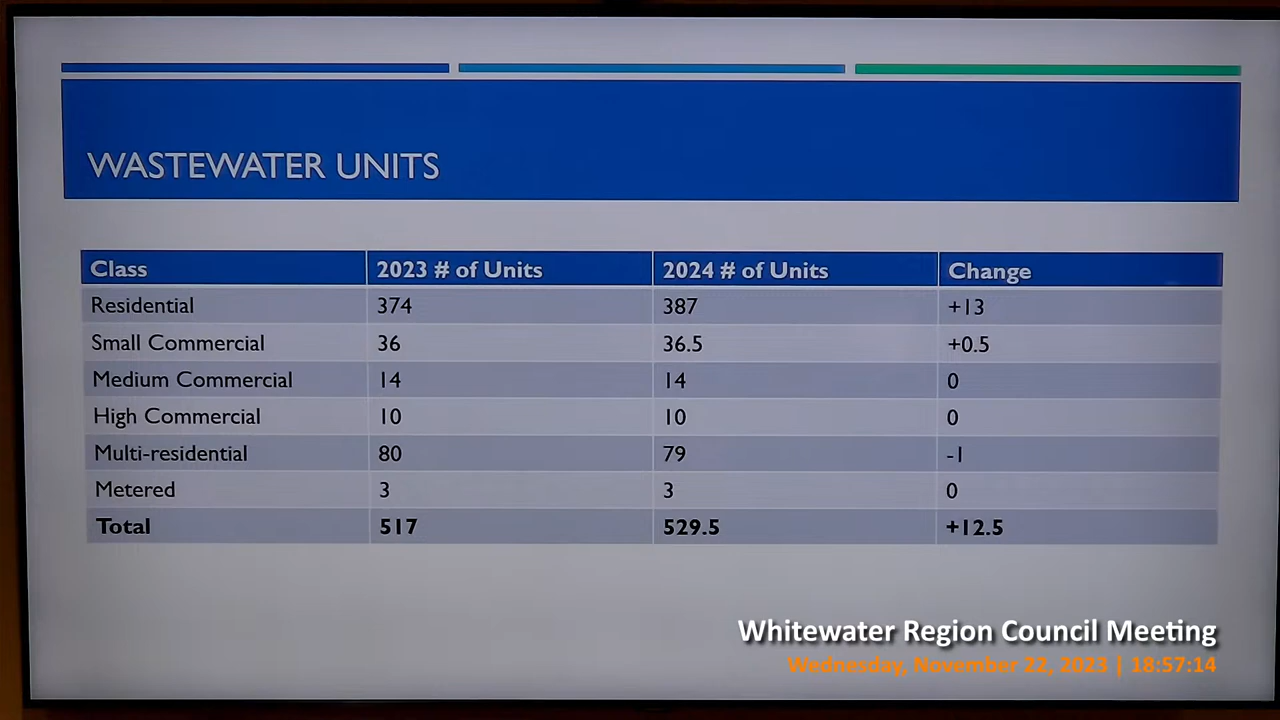 WASTEWATER UNITS
Class 2023 # of Units 2024 # of Units Change
Residential 374 387 +13
Small Commercial 36 36.5 +0.5
Medium Commercial 14 14 0
High Commercial 10 10 0
Multi-residential 80 79 -1
Metered 3 3 0
Total 517 529.5 +12.5
Whitewater Region Council Meeting
Wednesday, November 22, 2023 | 18:57:14